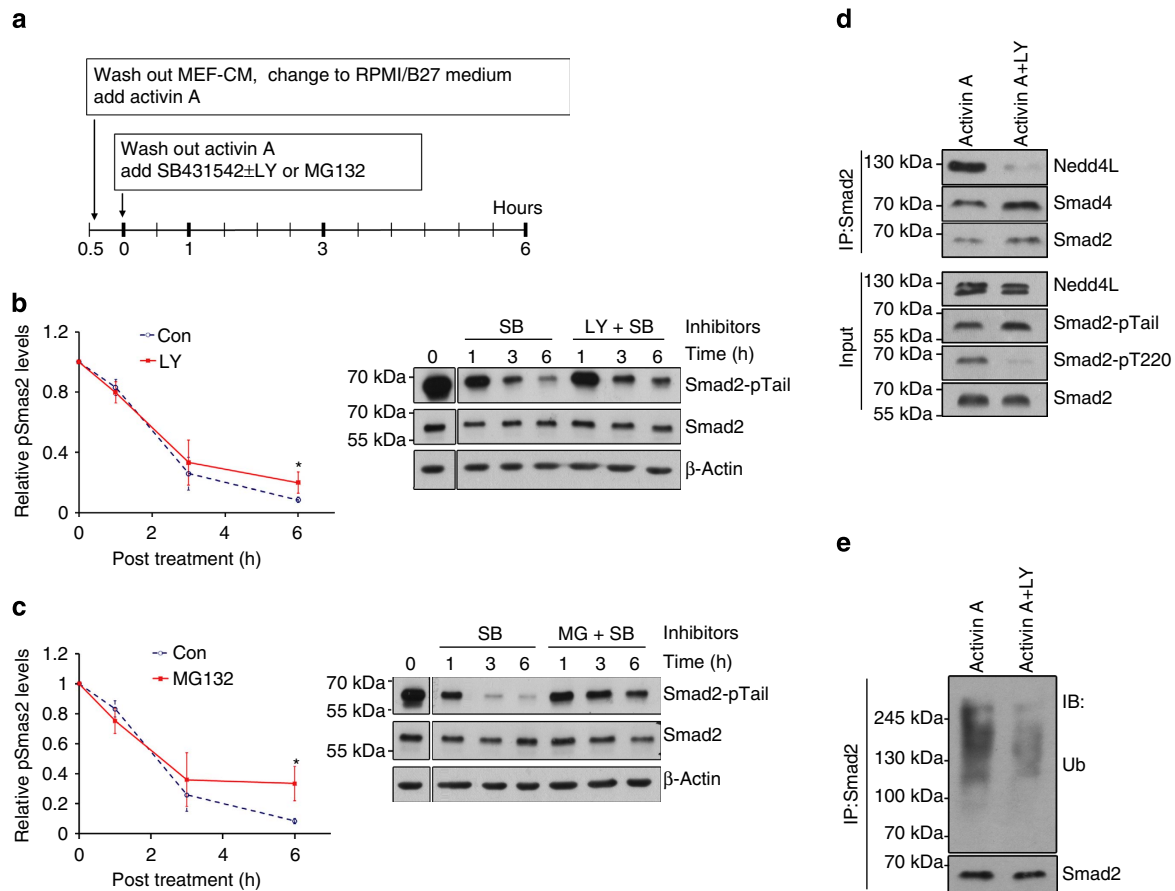 a
Wash out MEF-CM, change to RPMI/B27 medium
add activin A
Wash out activin A
add SB431542±LY or MG132
Hours
0.5 0 1 3 6
b
Relative pSmas2 levels
1.2
0.8
0.4
0
Con
LY
*
0 2 4 6
Post treatment (h)
SB LY + SB Inhibitors
0 1 3 6 1 3 6 Time (h)
70 kDa Smad2-pTail
70 kDa
55 kDa Smad2
β-Actin
c
Relative pSmas2 levels
1.2
1
0.8
0.6
0.4
0.2
0
Con
MG132
*
0 2 4 6
Post treatment (h)
SB MG + SB Inhibitors
0 1 3 6 1 3 6 Time (h)
70 kDa
55 kDa Smad2-pTail
55 kDa Smad2
β-Actin
d
Activin A
Activin A+LY
IP:Smad2
130 kDa Nedd4L
70 kDa Smad4
70 kDa Smad2
Input
130 kDa Nedd4L
70 kDa
55 kDa Smad2-pTail
70 kDa Smad2-pT220
70 kDa Smad2
55 kDa
e
Activin A
Activin A+LY
IP:Smad2
IB:
245 kDa
130 kDa Ub
100 kDa
70 kDa
70 kDa Smad2